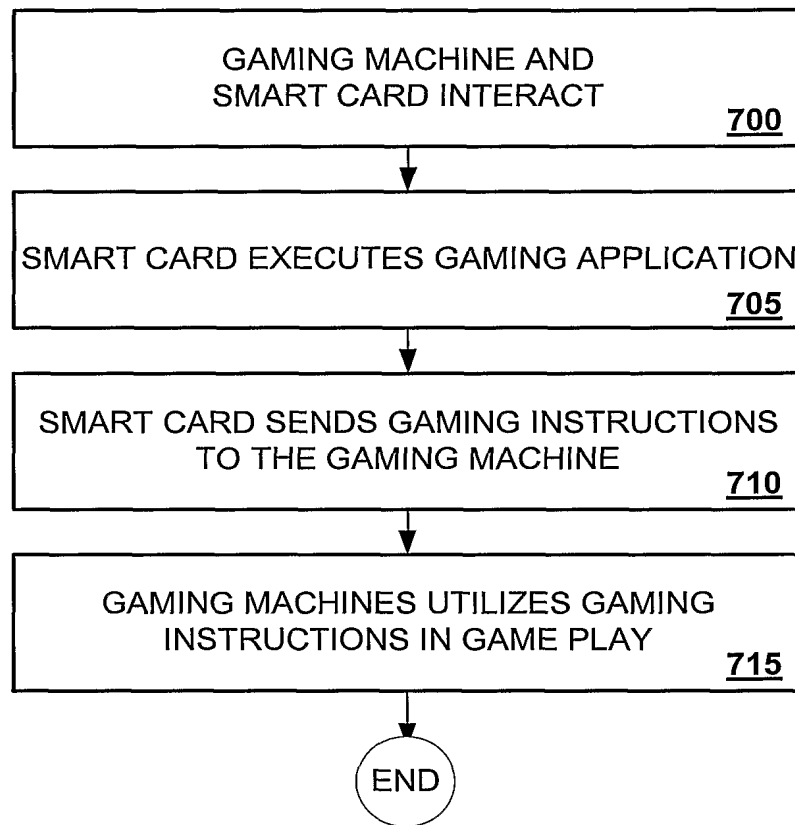 GAMING MACHINE AND
SMART CARD INTERACT
700
SMART CARD EXECUTES GAMING APPLICATION
705
SMART CARD SENDS GAMING INSTRUCTIONS
TO THE GAMING MACHINE
710
GAMING MACHINES UTILIZES GAMING
INSTRUCTIONS IN GAME PLAY
715
END